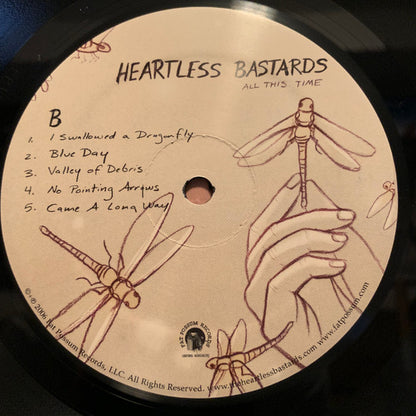 HEARTLESS BASTARDS
ALL THIS TIME
B
1. I Swallowed a Dragonfly
2. Blue Day
3. Valley of Debris
4. No Pointing Arrows
5. Came A Long Way
FAT POSSUM RECORDS
©+℗ 2006 Fat Possum Records, LLC. All Rights Reserved. www.theheartlessbastards.com www.fatpossum.com